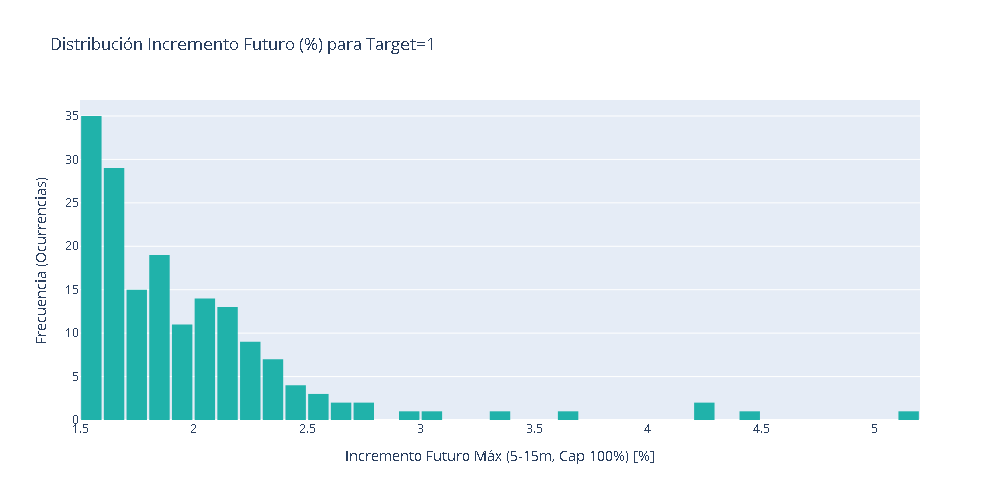 Distribución Incremento Futuro (%) para Target=1
Frecuencia (Ocurrencias)
35
30
25
20
15
10
5
0
1.5 2 2.5 3 3.5 4 4.5 5
Incremento Futuro Máx (5-15m, Cap 100%) [%]